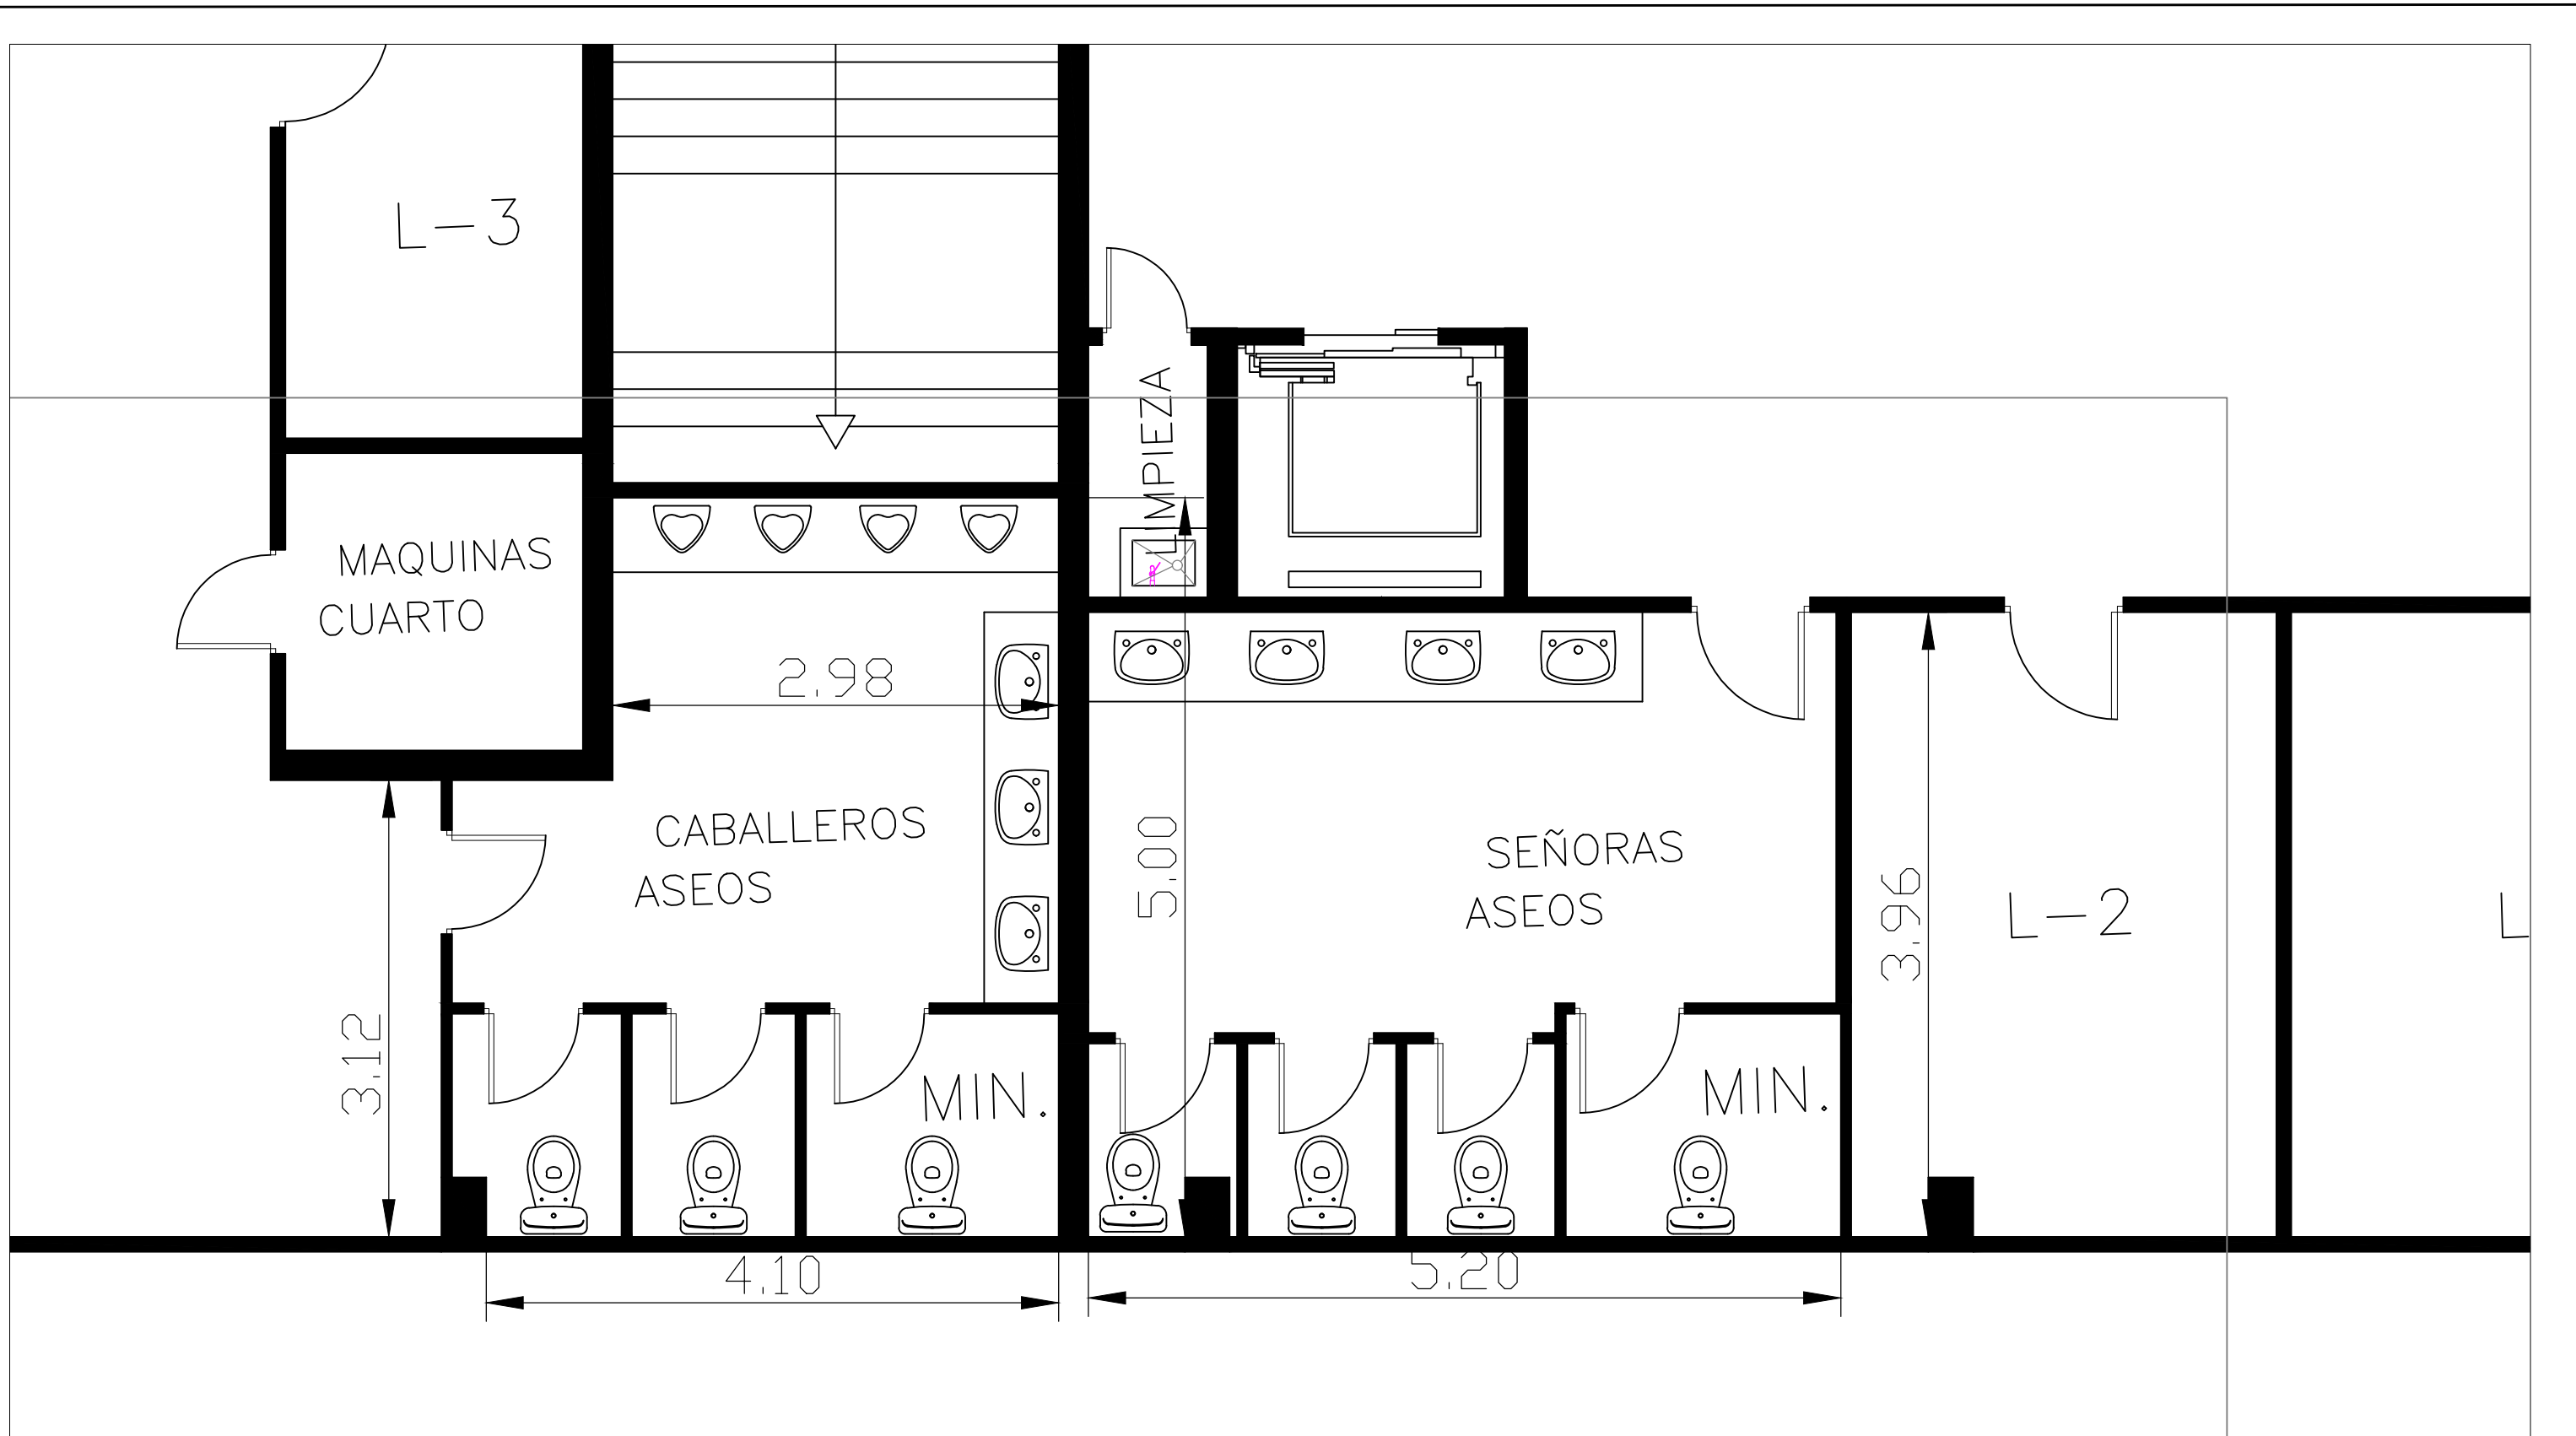 L-3
LIMPIEZA
MAQUINAS
CUARTO
2.98
CABALLEROS
ASEOS
5.00
SEÑORAS
ASEOS
3.96
L-2
L
3.12
MIN.
MIN.
4.10
5.20